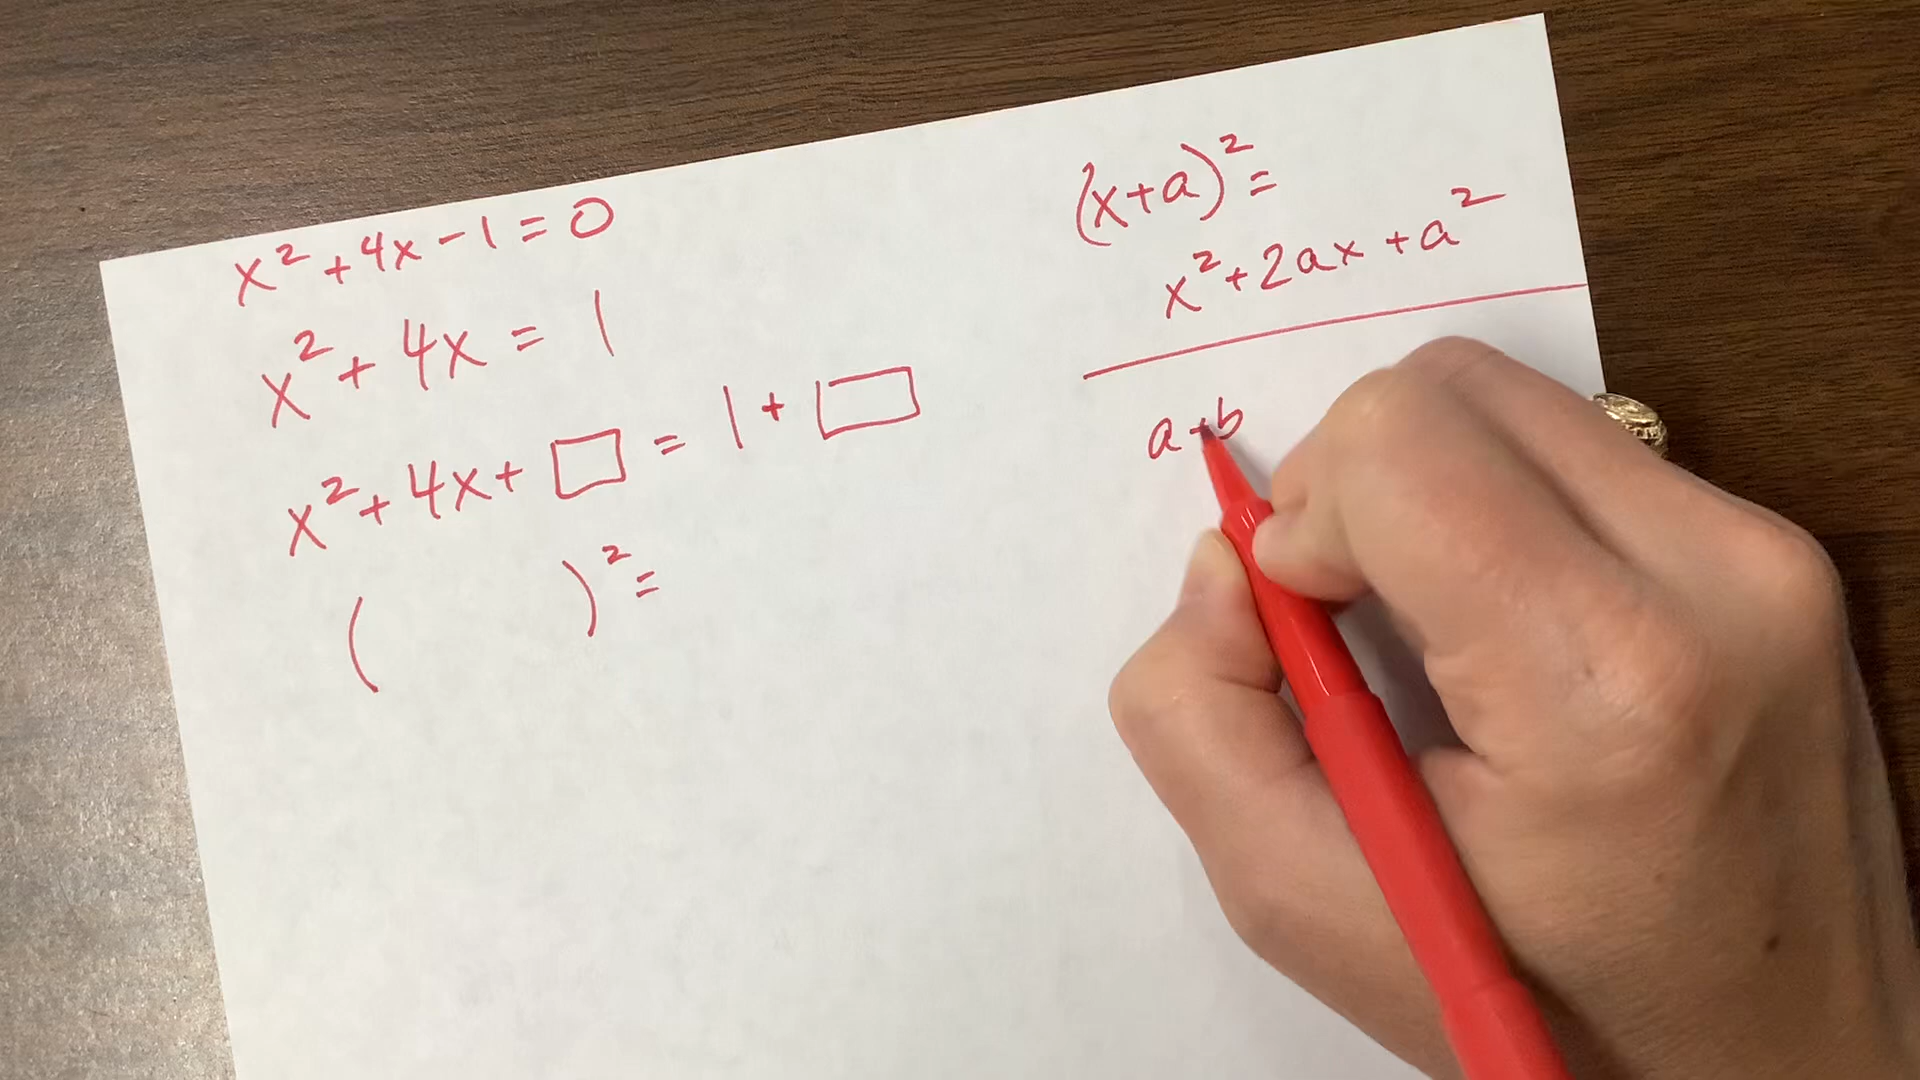 x² + 4x - 1 = 0
x² + 4x = 1
x² + 4x + □ = 1 + □
( )² =
(x+a)² =
x² + 2ax + a²
a+b